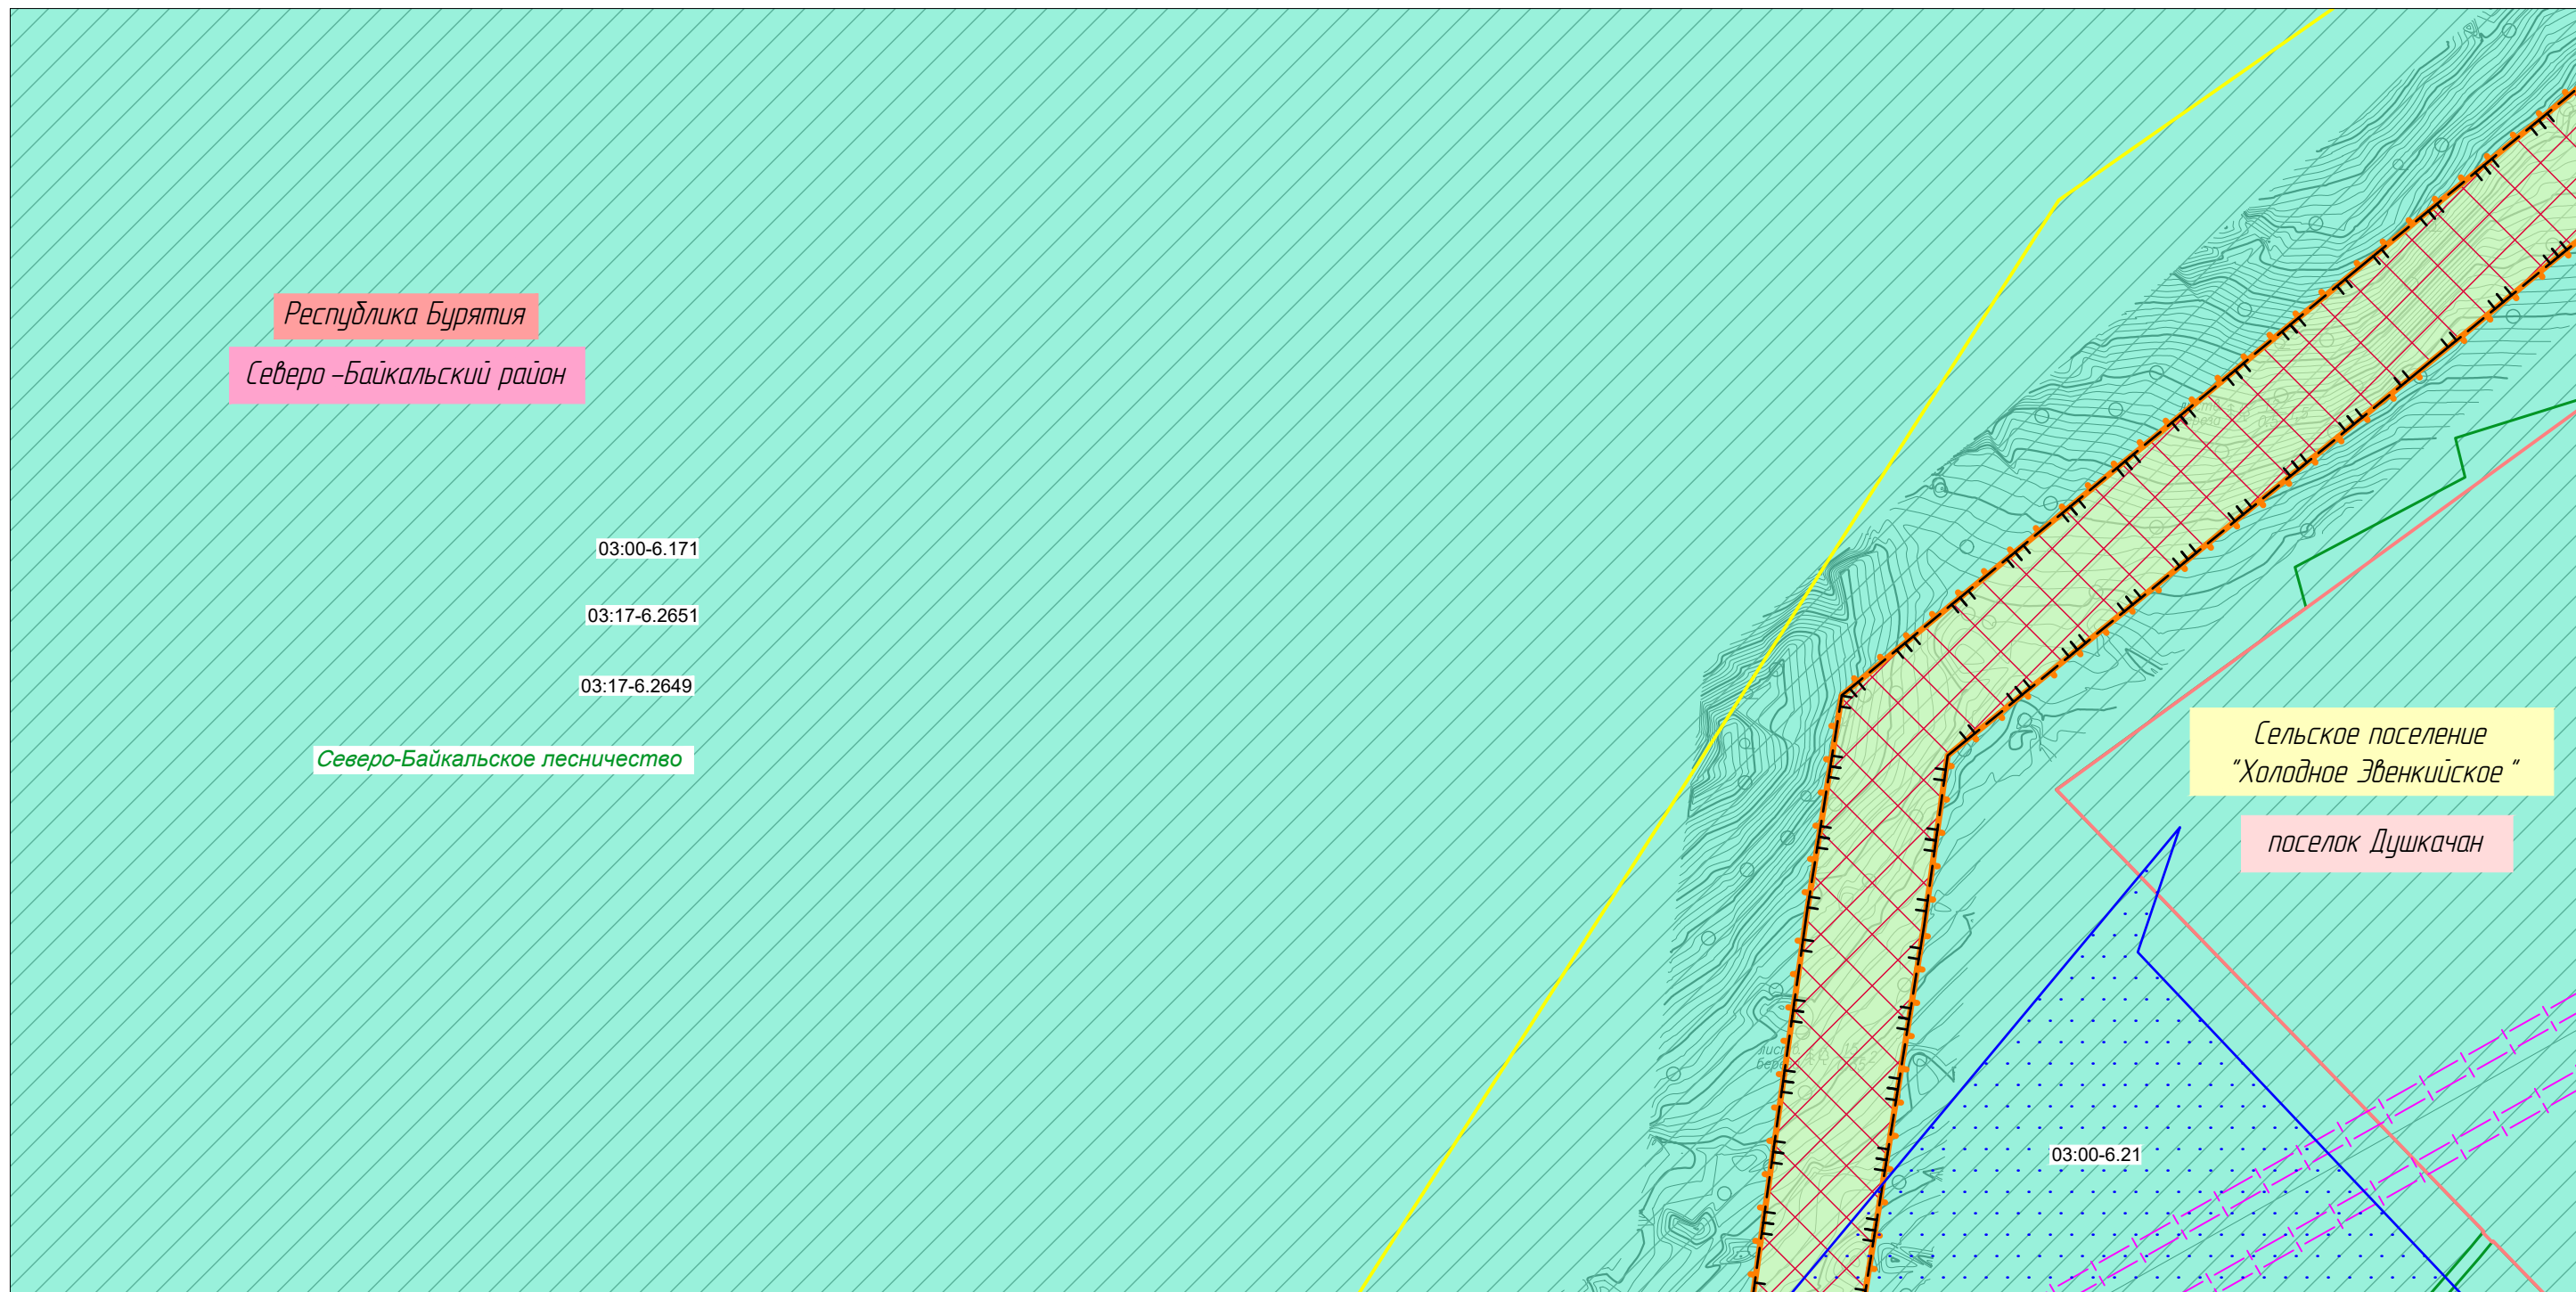 Республика Бурятия
Северо -Байкальский район
03:00-6.171
03:17-6.2651
03:17-6.2649
Северо-Байкальское лесничество
Сельское поселение
"Холодное Эвенкийское "
поселок Душкачан
03:00-6.21